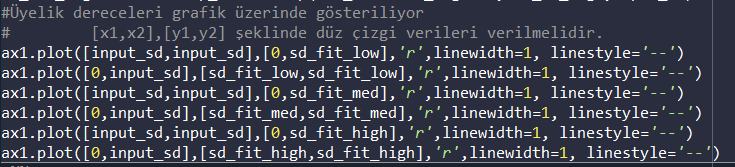 #Üyelik dereceleri grafik üzerinde gösteriliyor
#       [x1,x2],[y1,y2] şeklinde düz çizgi verileri verilmelidir.
ax1.plot([input_sd,input_sd],[0,sd_fit_low],'r',linewidth=1, linestyle='--')
ax1.plot([0,input_sd],[sd_fit_low,sd_fit_low],'r',linewidth=1, linestyle='--')
ax1.plot([input_sd,input_sd],[0,sd_fit_med],'r',linewidth=1, linestyle='--')
ax1.plot([0,input_sd],[sd_fit_med,sd_fit_med],'r',linewidth=1, linestyle='--')
ax1.plot([input_sd,input_sd],[0,sd_fit_high],'r',linewidth=1, linestyle='--')
ax1.plot([0,input_sd],[sd_fit_high,sd_fit_high],'r',linewidth=1, linestyle='--')